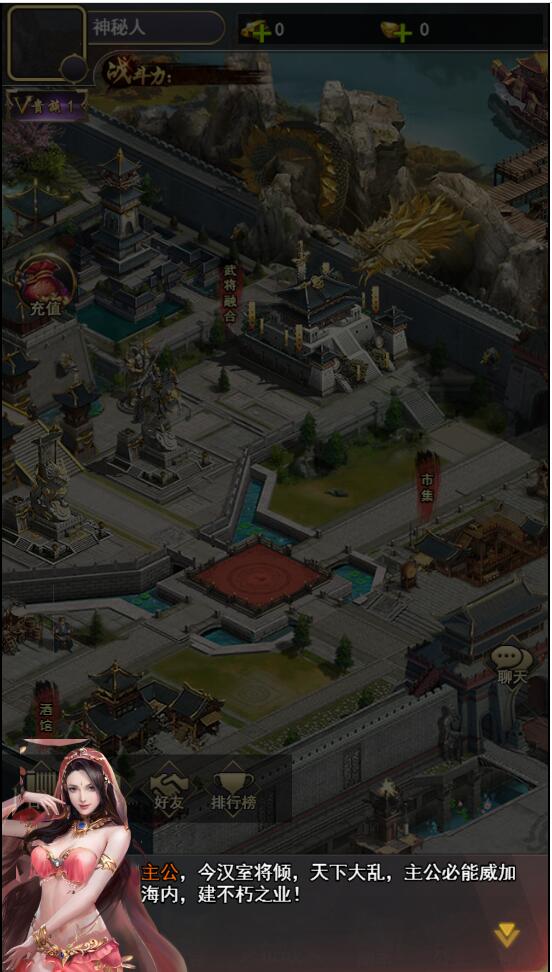 神秘人
0
0
战斗力:
V贵族1
充值
武将融合
市集
聊天
酒馆
好友
排行榜
主公，今汉室将倾，天下大乱，主公必能威加
海内，建不朽之业！